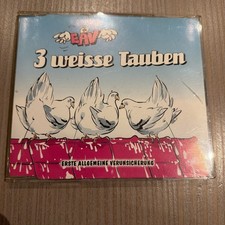 EAV
3 weisse Tauben
ERSTE ALLGEMEINE VERUNSICHERUNG